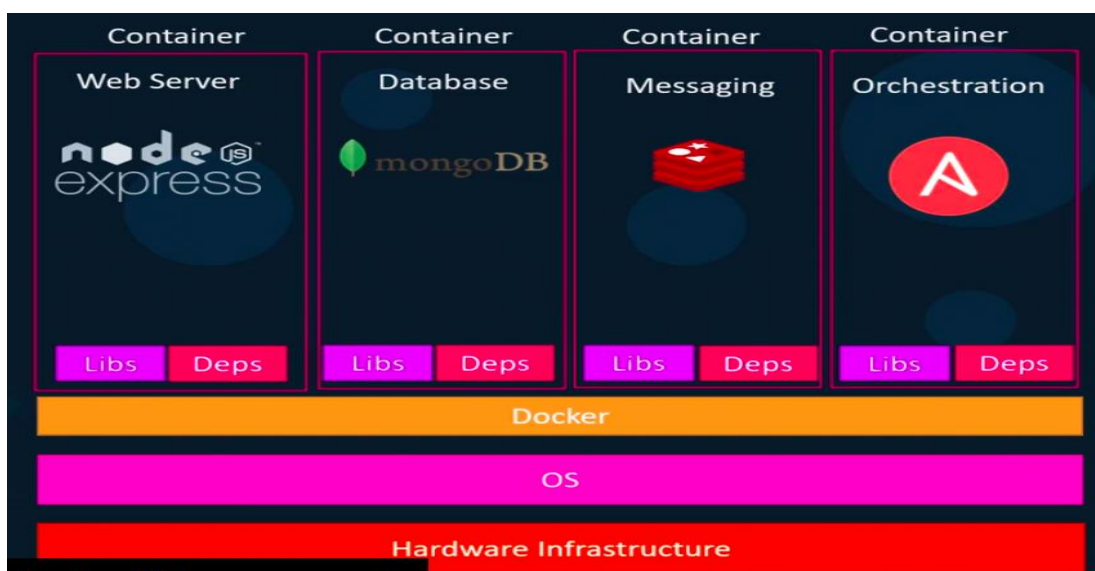 Container
Container
Container
Container
Web Server
Database
Messaging
Orchestration
node JS
express
mongoDB
A
Libs
Deps
Libs
Deps
Libs
Deps
Libs
Deps
Docker
OS
Hardware Infrastructure